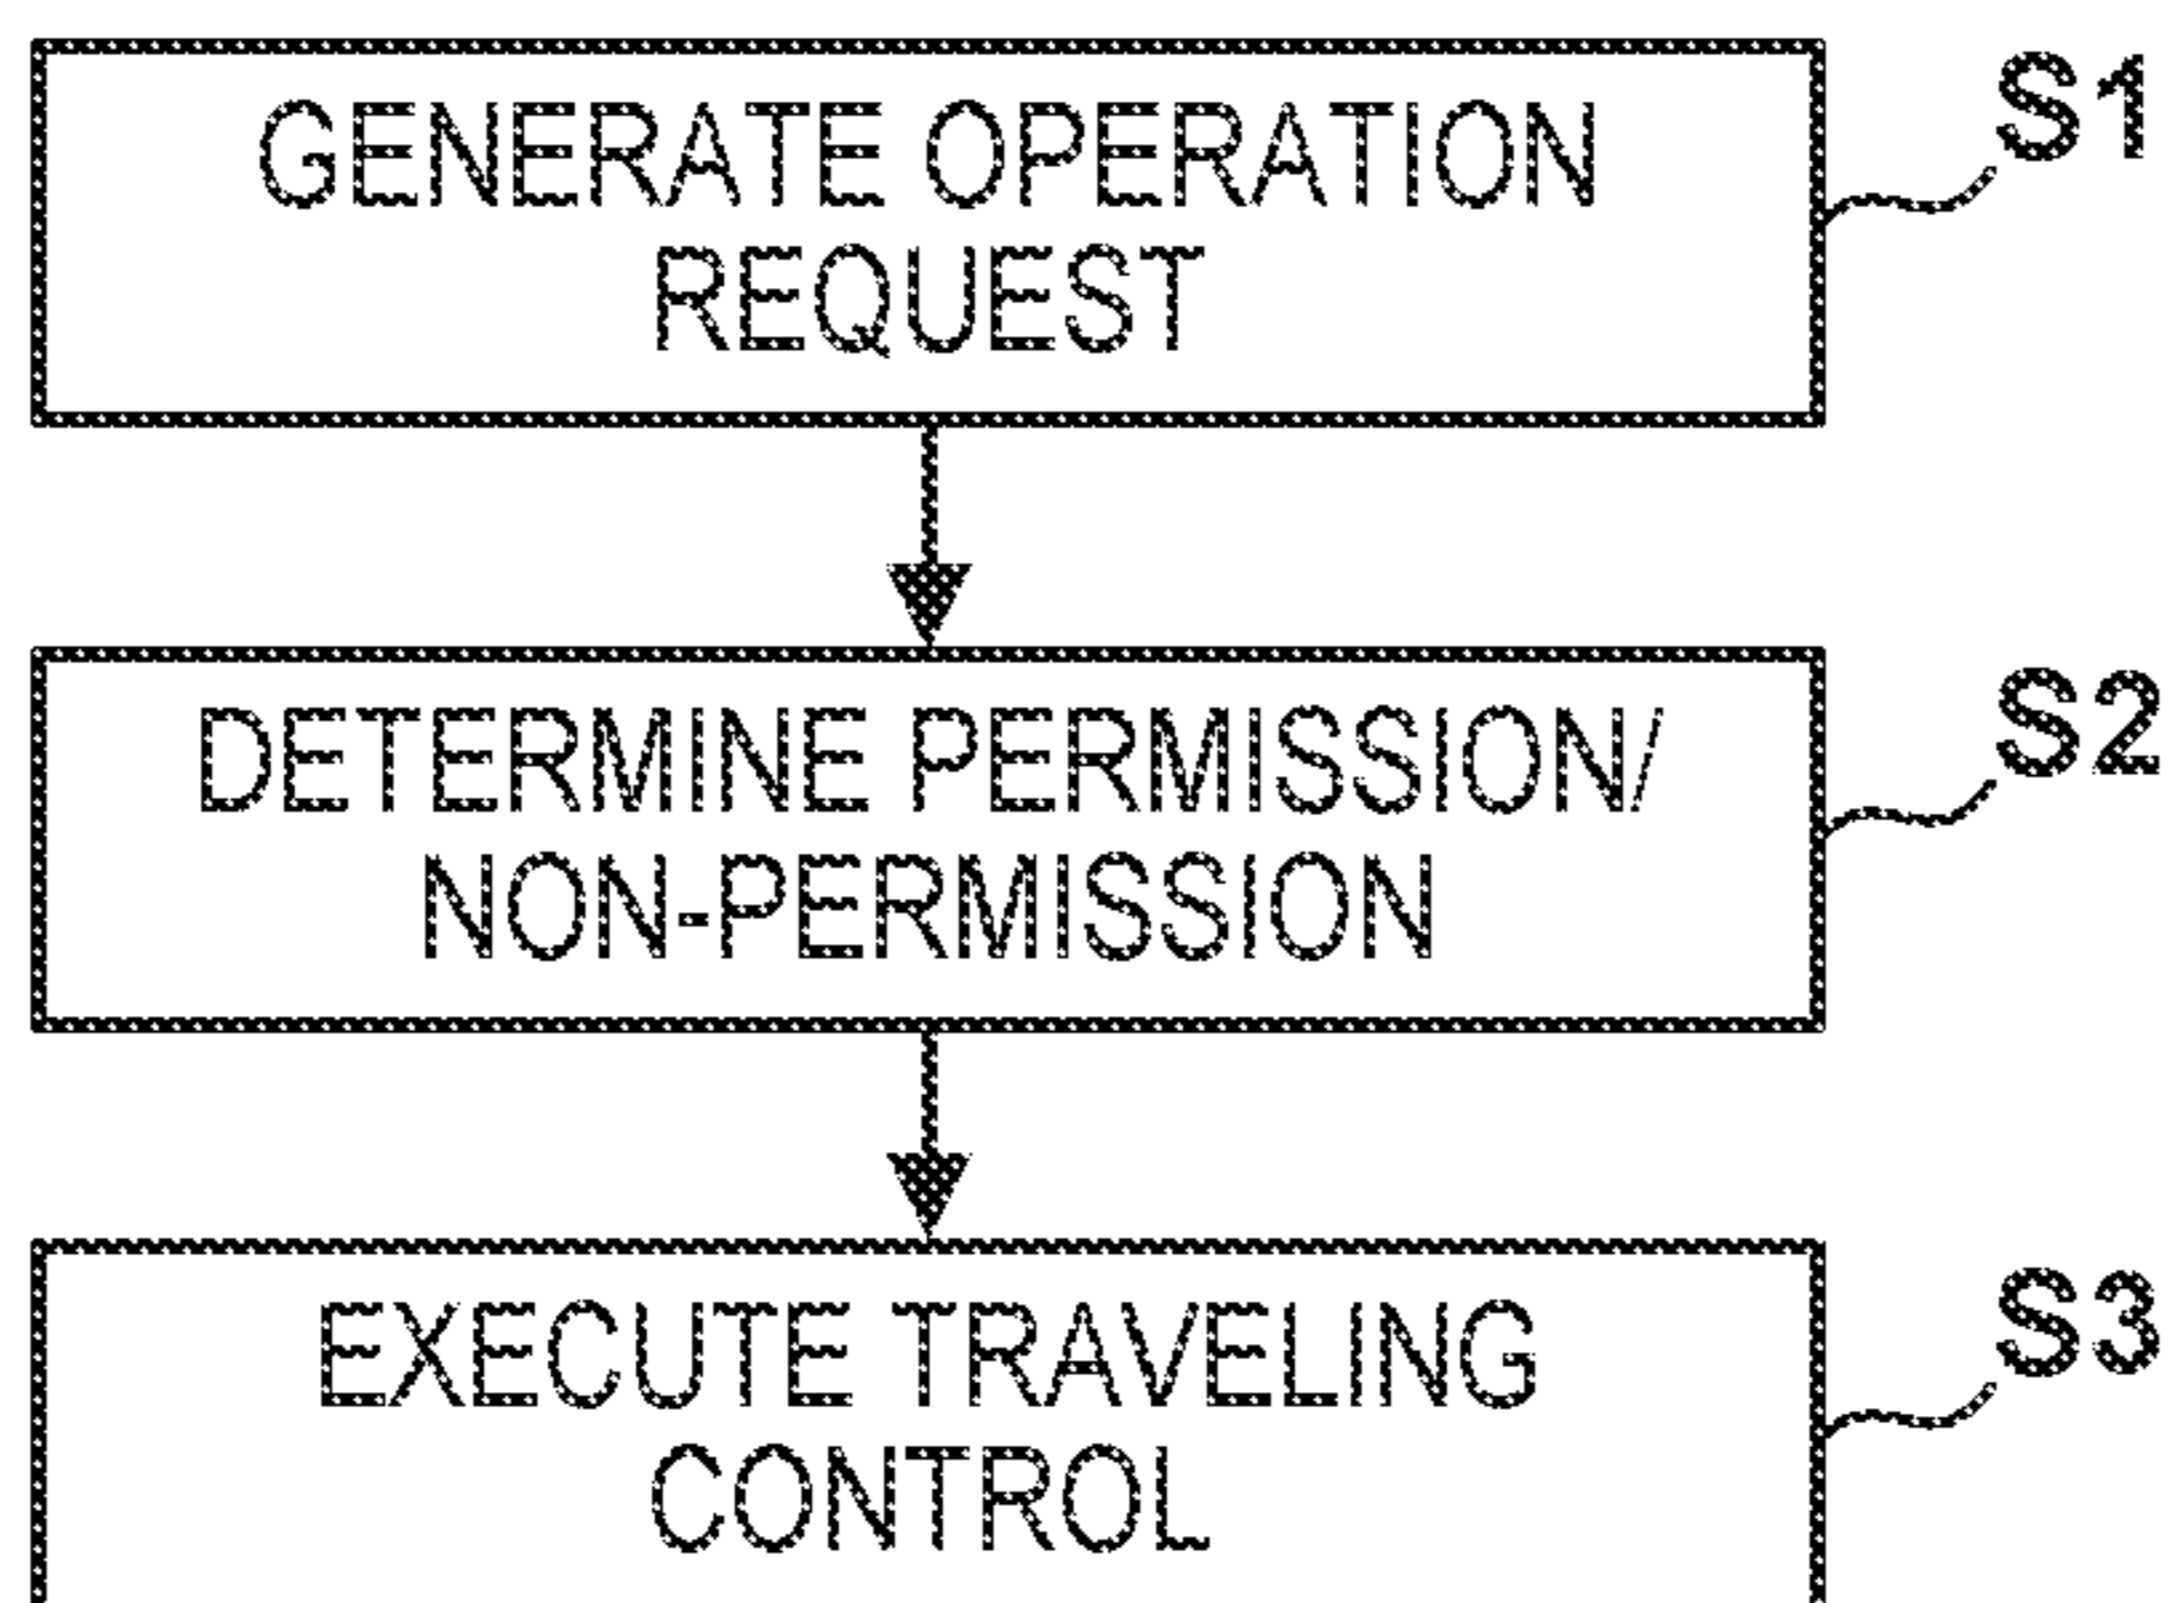 GENERATE OPERATION
REQUEST
S1
DETERMINE PERMISSION/
NON-PERMISSION
S2
EXECUTE TRAVELING
CONTROL
S3